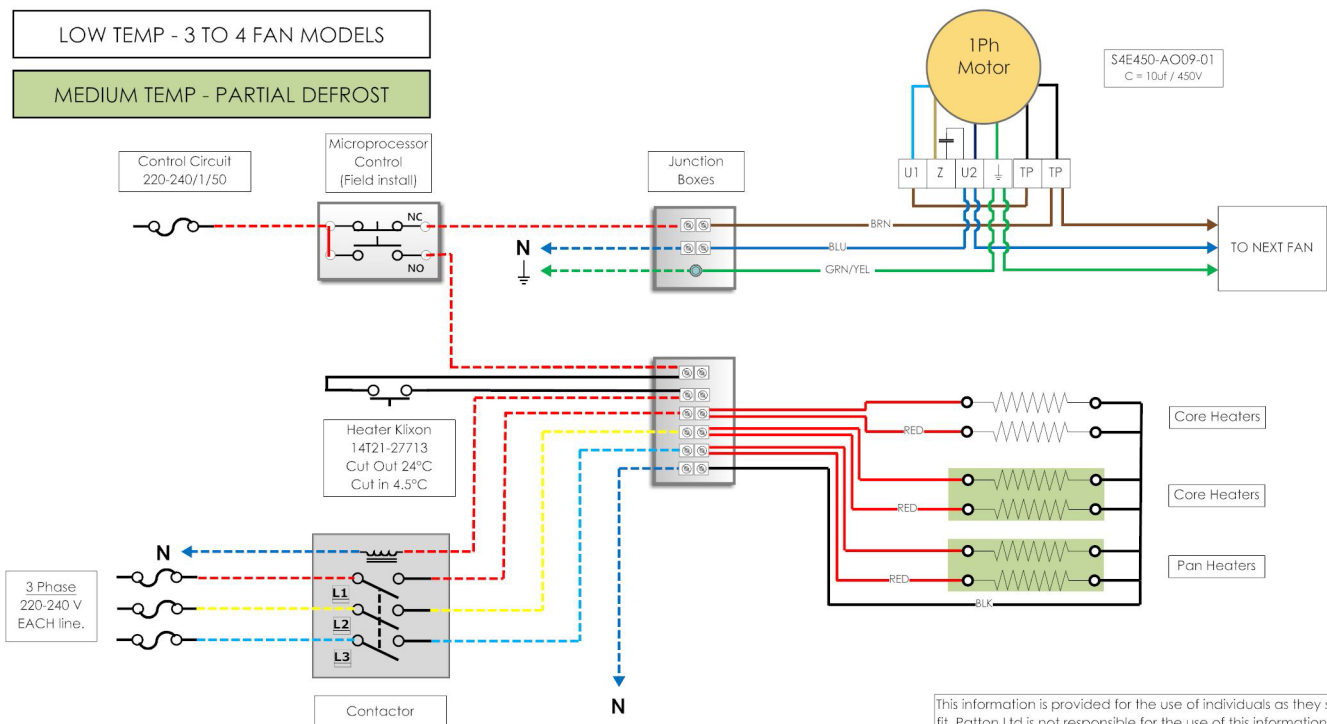 LOW TEMP - 3 TO 4 FAN MODELS
MEDIUM TEMP - PARTIAL DEFROST
1Ph
Motor
S4E450-AO09-01
C = 10uf / 450V
Control Circuit
220-240/1/50
Microprocessor
Control
(Field install)
Junction
Boxes
U1 Z U2 TP TP
NC
NO
N
BRN
BLU
GRN/YEL
TO NEXT FAN
Heater Klixon
14T21-27713
Cut Out 24°C
Cut in 4.5°C
RED
Core Heaters
RED
Core Heaters
RED
Pan Heaters
BLK
N
3 Phase
220-240 V
EACH line.
L1
L2
L3
Contactor
N
This information is provided for the use of individuals as they s
fit. Patton Ltd is not responsible for the use of this information